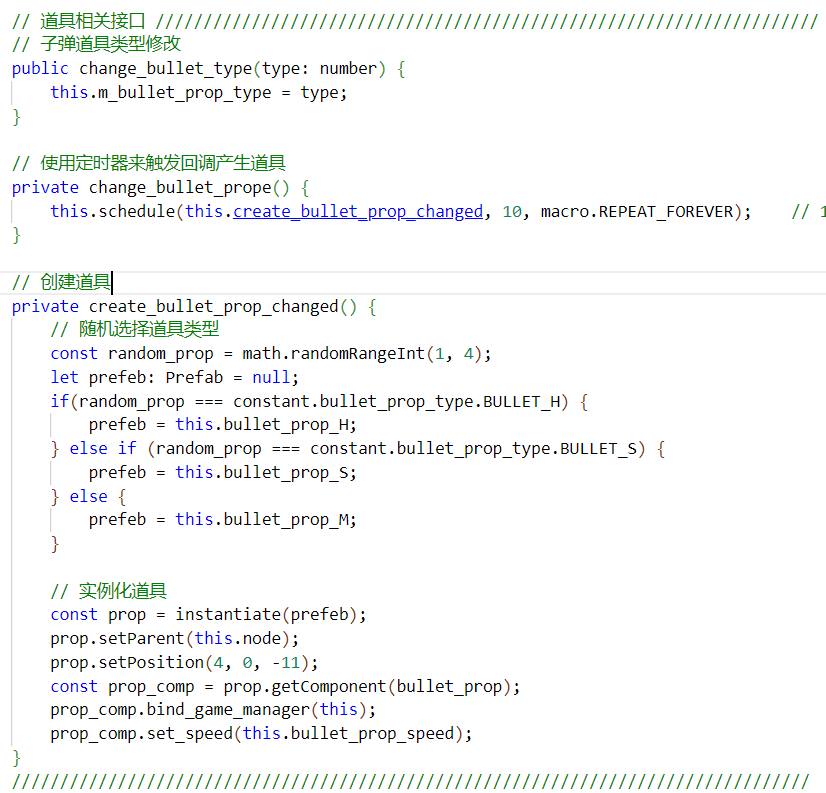 // 道具相关接口 /////////////////////////////////////////////////////////////////////
// 子弹道具类型修改
public change_bullet_type(type: number) {
    this.m_bullet_prop_type = type;
}
// 使用定时器来触发回调产生道具
private change_bullet_prope() {
    this.schedule(this.create_bullet_prop_changed, 10, macro.REPEAT_FOREVER);    // 1
}
// 创建道具
private create_bullet_prop_changed() {
    // 随机选择道具类型
    const random_prop = math.randomRangeInt(1, 4);
    let prefeb: Prefab = null;
    if(random_prop === constant.bullet_prop_type.BULLET_H) {
        prefeb = this.bullet_prop_H;
    } else if (random_prop === constant.bullet_prop_type.BULLET_S) {
        prefeb = this.bullet_prop_S;
    } else {
        prefeb = this.bullet_prop_M;
    }
    // 实例化道具
    const prop = instantiate(prefeb);
    prop.setParent(this.node);
    prop.setPosition(4, 0, -11);
    const prop_comp = prop.getComponent(bullet_prop);
    prop_comp.bind_game_manager(this);
    prop_comp.set_speed(this.bullet_prop_speed);
}
///////////////////////////////////////////////////////////////////////////////////